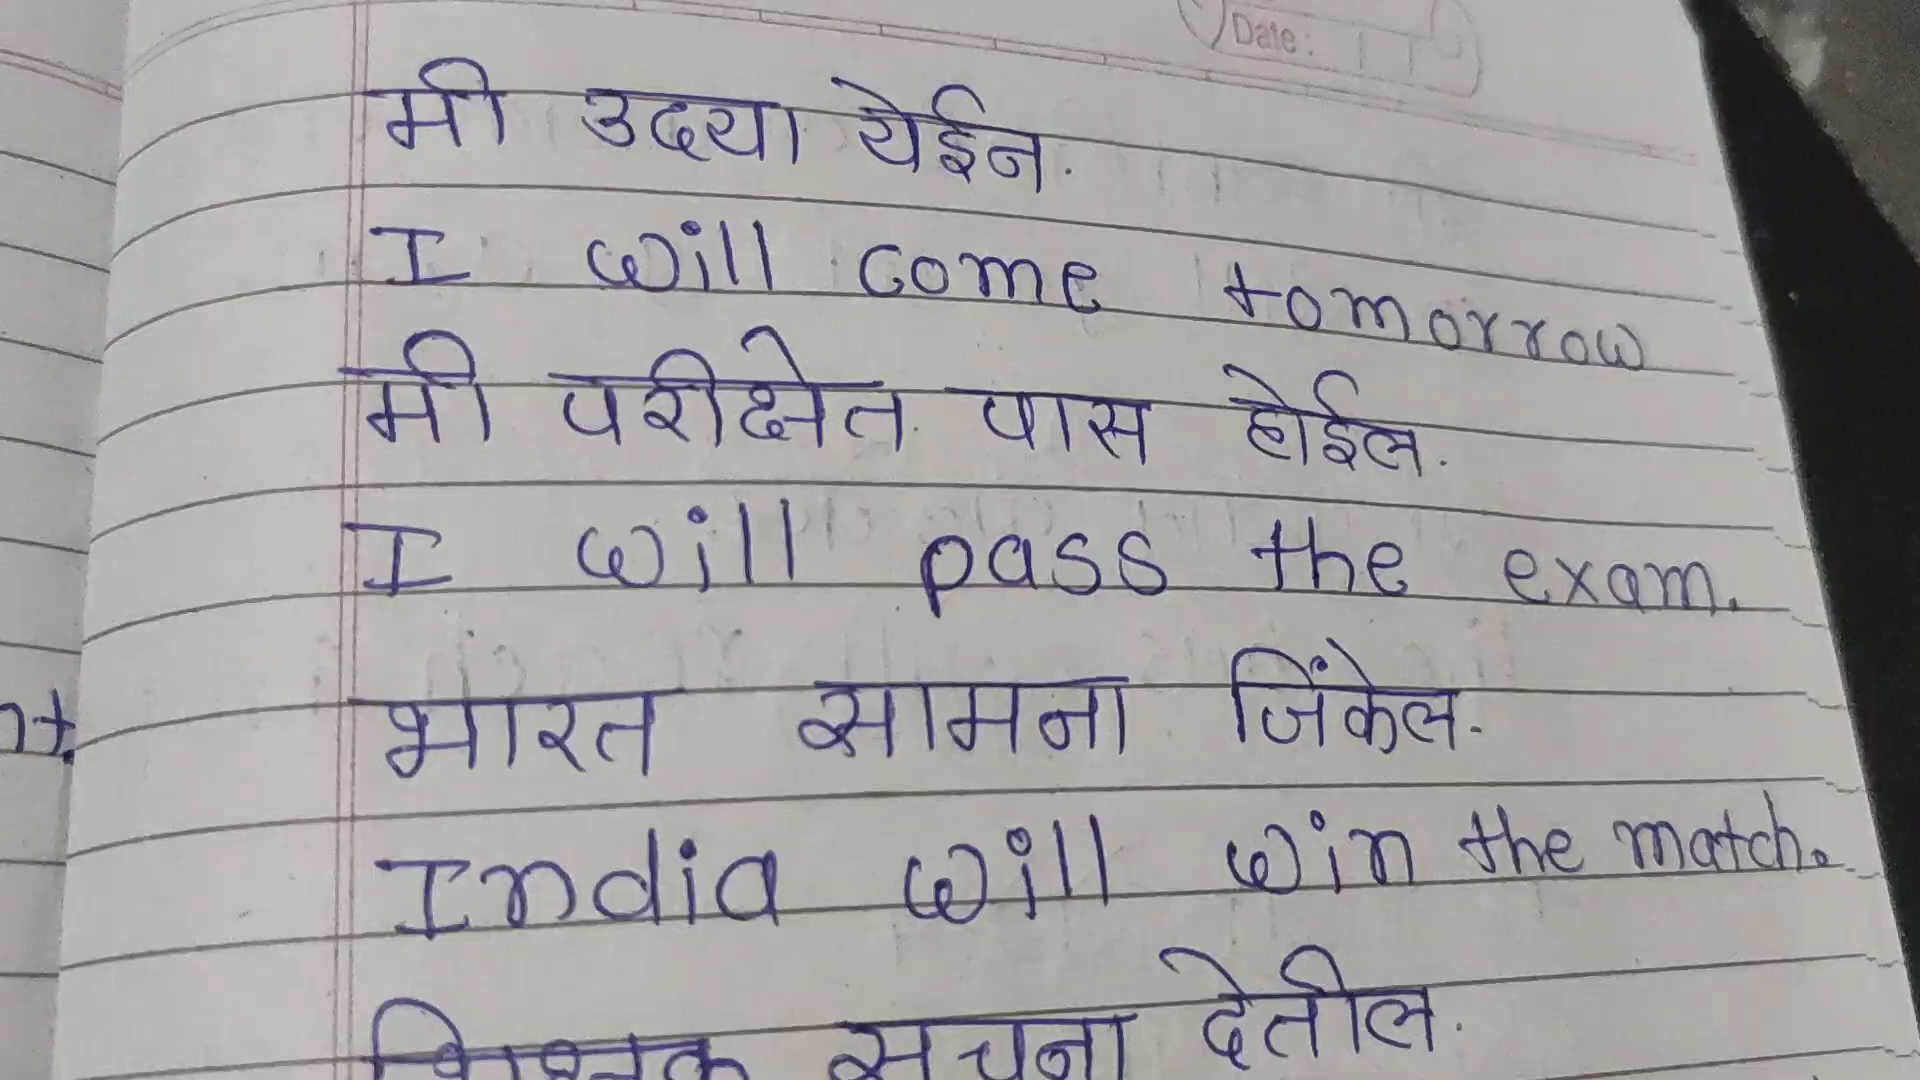 Date:
मी उदया येईन.
I will come tomorrow
मी परीक्षेत पास होईल.
I will pass the exam.
भारत सामना जिंकेल.
India will win the match.
सूचना देतील.